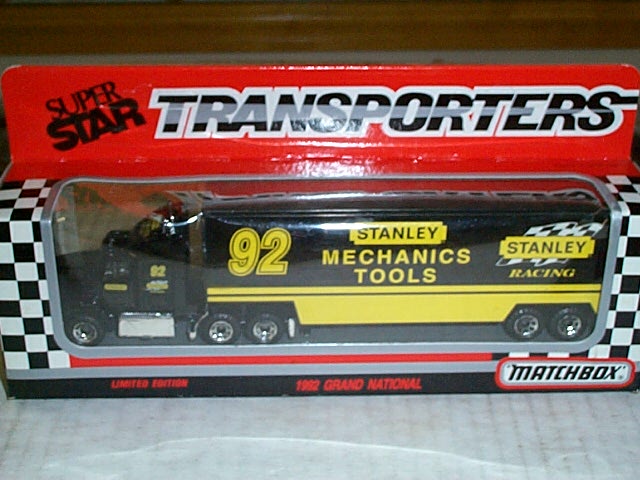 SUPER STAR TRANSPORTERS
92
STANLEY
MECHANICS
TOOLS
STANLEY
RACING
92
LIMITED EDITION
1992 GRAND NATIONAL
MATCHBOX